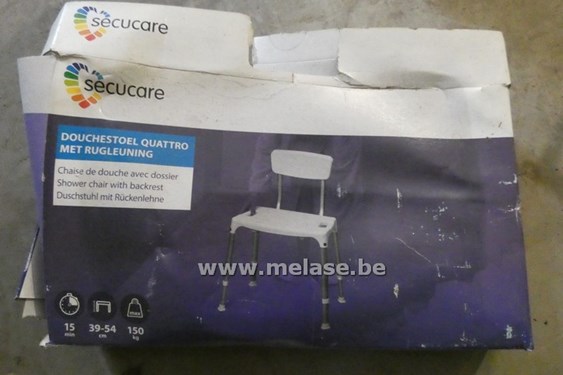 secucare
secucare
DOUCHESTOEL QUATTRO
MET RUGLEUNING
Chaise de douche avec dossier
Shower chair with backrest
Duschstuhl mit Rückenlehne
www.melase.be
max
15 39-54 150
min cm kg